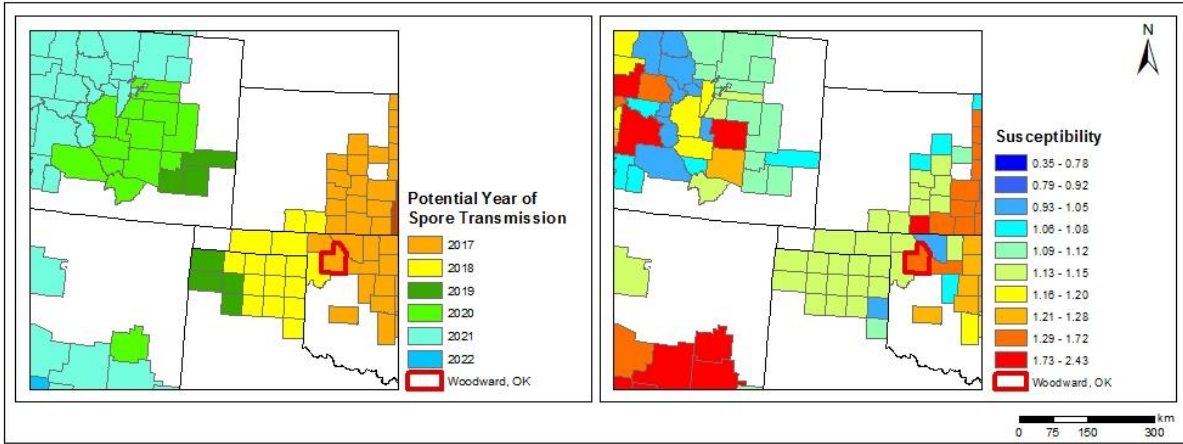 Potential Year of
Spore Transmission
2017
2018
2019
2020
2021
2022
Woodward, OK
N
Susceptibility
0.35 - 0.78
0.79 - 0.92
0.93 - 1.05
1.06 - 1.08
1.09 - 1.12
1.13 - 1.15
1.16 - 1.20
1.21 - 1.28
1.29 - 1.72
1.73 - 2.43
Woodward, OK
km
0 75 150 300